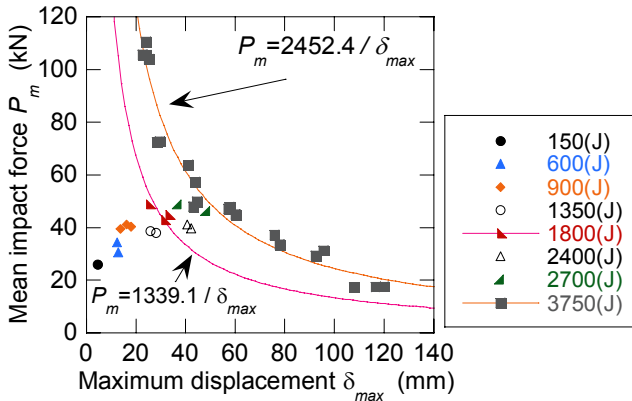 Mean impact force P_m (kN)
120
100
80
60
40
20
0
P_m=2452.4 / δ_max
P_m=1339.1 / δ_max
0 20 40 60 80 100 120 140
Maximum displacement δ_max (mm)
150(J)
600(J)
900(J)
1350(J)
1800(J)
2400(J)
2700(J)
3750(J)